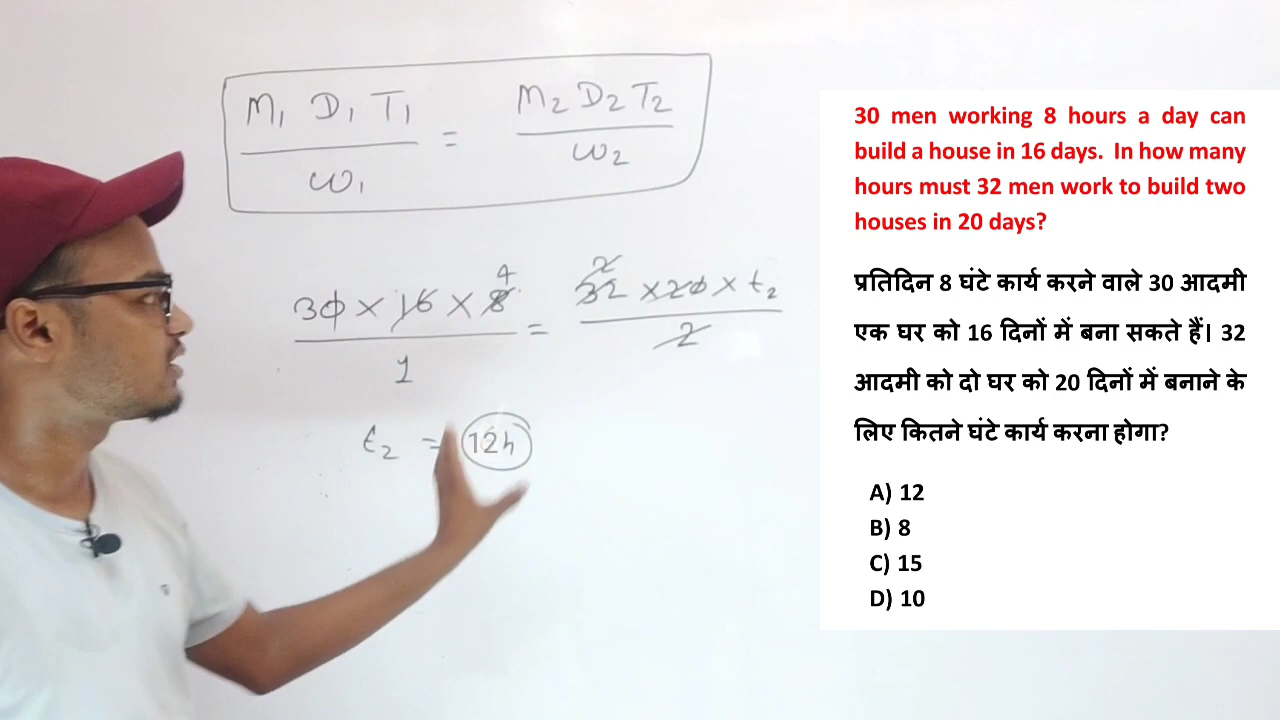 M₁ D₁ T₁ / W₁ = M₂ D₂ T₂ / W₂
30 × 16 × 8 / 1 = 32 × 20 × t₂ / 2
4
2
t₂ = 12h
30 men working 8 hours a day can
build a house in 16 days. In how many
hours must 32 men work to build two
houses in 20 days?
प्रतिदिन 8 घंटे कार्य करने वाले 30 आदमी
एक घर को 16 दिनों में बना सकते हैं। 32
आदमी को दो घर को 20 दिनों में बनाने के
लिए कितने घंटे कार्य करना होगा?
A) 12
B) 8
C) 15
D) 10